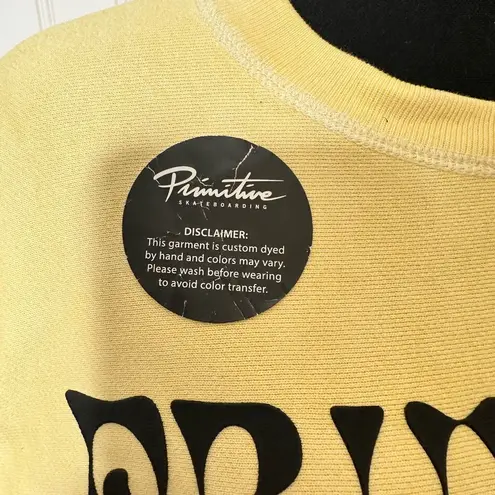 Primitive
SKATEBOARDING
DISCLAIMER:
This garment is custom dyed
by hand and colors may vary.
Please wash before wearing
to avoid color transfer.
PRI